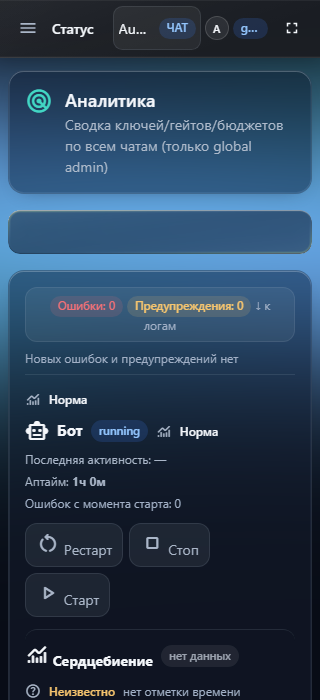 Статус Au... ЧАТ A g...
Аналитика
Сводка ключей/гейтов/бюджетов
по всем чатам (только global
admin)
Ошибки: 0 Предупреждения: 0 ↓ к
логам
Новых ошибок и предупреждений нет
Норма
Бот running Норма
Последняя активность: —
Аптайм: 1ч 0м
Ошибок с момента старта: 0
Рестарт Стоп
Старт
Сердцебиение нет данных
Неизвестно нет отметки времени